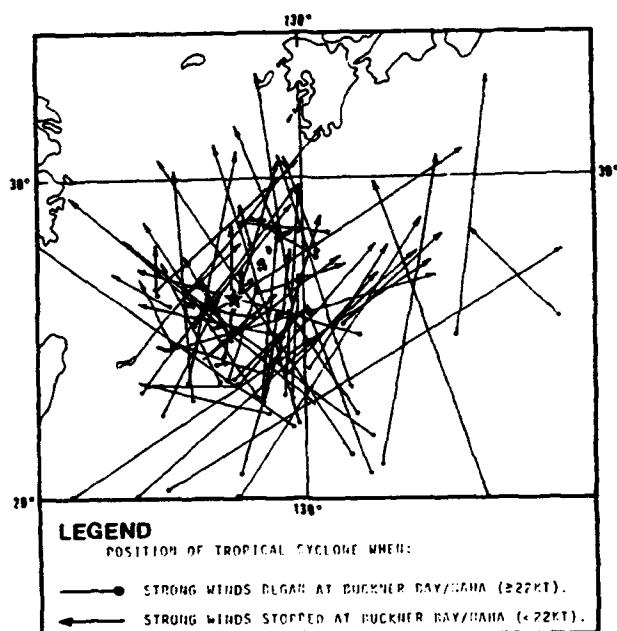 130°
30° 30°
20° 130°
LEGEND
POSITION OF TROPICAL CYCLONE WHEN:
STRONG WINDS BEGAN AT BUCKNER BAY/NAHA (≥22KT).
STRONG WINDS STOPPED AT BUCKNER BAY/NAHA (<22KT).